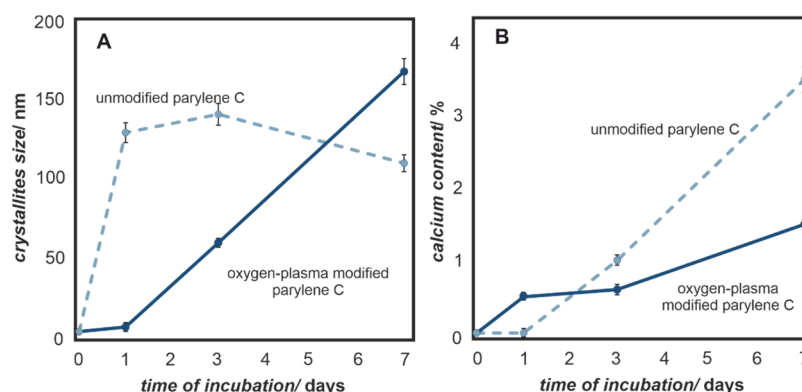 A
200
150
100
50
0
crystallites size/ nm
unmodified parylene C
oxygen-plasma modified
parylene C
0 1 2 3 4 5 6 7
time of incubation/ days
B
4
3
2
1
0
calcium content/ %
unmodified parylene C
oxygen-plasma
modified parylene C
0 1 2 3 4 5 6 7
time of incubation/ days